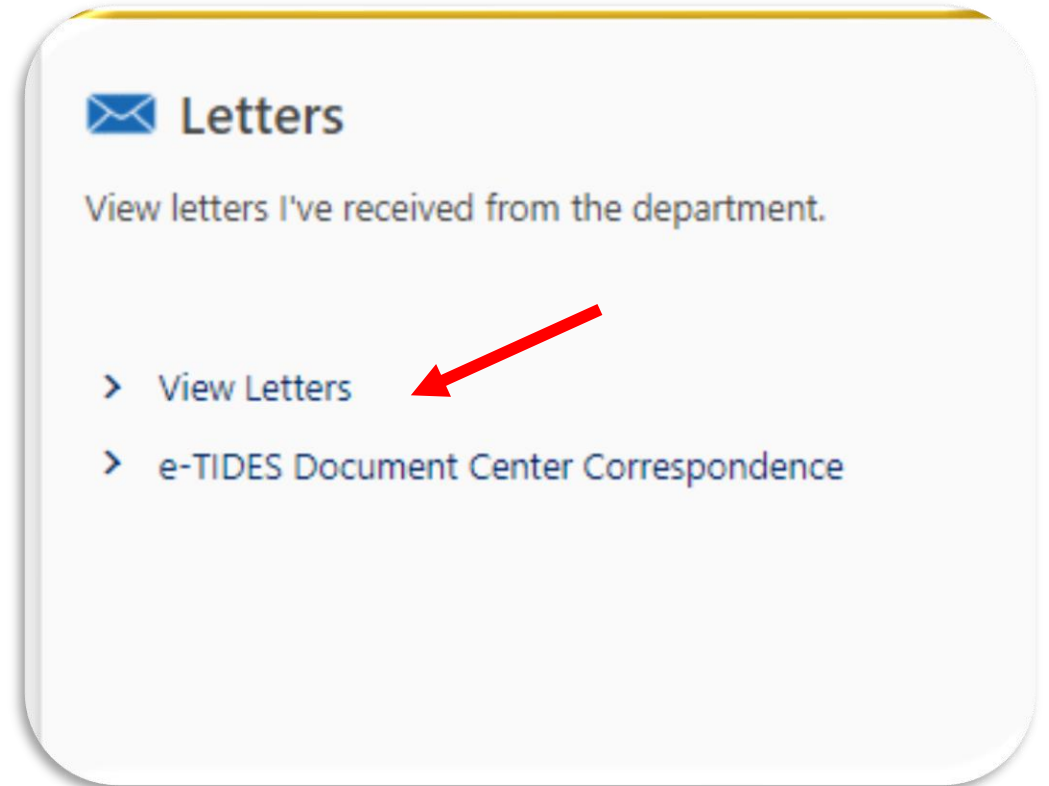 Letters
View letters I've received from the department.
View Letters
e-TIDES Document Center Correspondence